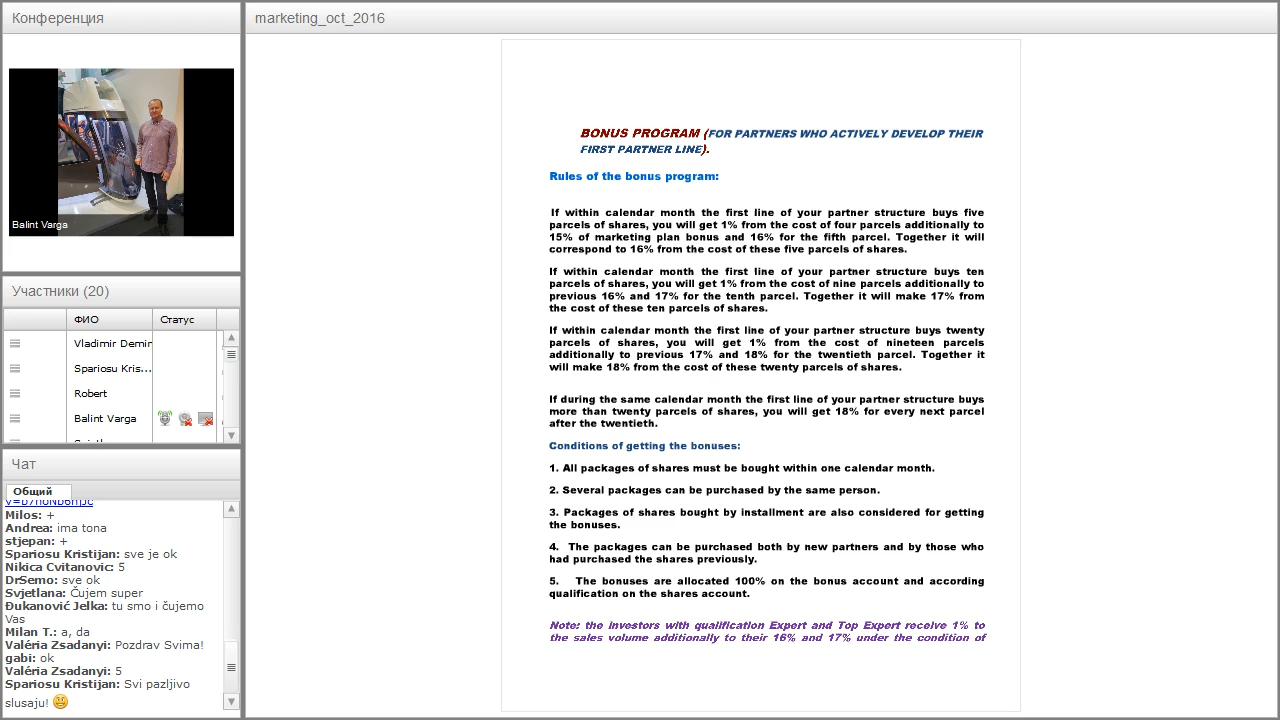 Конференция
Balint Varga
Участники (20)
ФИО Статус
Vladimir Demir
Spariosu Kris...
Robert
Balint Varga
Чат
Общий
Milos: +
Andrea: ima tona
stjepan: +
Spariosu Kristijan: sve je ok
Nikica Cvitanovic: 5
DrSemo: sve ok
Svjetlana: Čujem super
Đukanović Jelka: tu smo i čujemo
Vas
Milan T.: a, da
Valéria Zsadanyi: Pozdrav Svima!
gabi: ok
Valéria Zsadányi: 5
Spariosu Kristijan: Svi pazljivo
slusaju!
marketing_oct_2016
BONUS PROGRAM (FOR PARTNERS WHO ACTIVELY DEVELOP THEIR
FIRST PARTNER LINE).
Rules of the bonus program:
If within calendar month the first line of your partner structure buys five
parcels of shares, you will get 1% from the cost of four parcels additionally to
15% of marketing plan bonus and 16% for the fifth parcel. Together it will
correspond to 16% from the cost of these five parcels of shares.
If within calendar month the first line of your partner structure buys ten
parcels of shares, you will get 1% from the cost of nine parcels additionally to
previous 16% and 17% for the tenth parcel. Together it will make 17% from
the cost of these ten parcels of shares.
If within calendar month the first line of your partner structure buys twenty
parcels of shares, you will get 1% from the cost of nineteen parcels
additionally to previous 17% and 18% for the twentieth parcel. Together it
will make 18% from the cost of these twenty parcels of shares.
If during the same calendar month the first line of your partner structure buys
more than twenty parcels of shares, you will get 18% for every next parcel
after the twentieth.
Conditions of getting the bonuses:
1. All packages of shares must be bought within one calendar month.
2. Several packages can be purchased by the same person.
3. Packages of shares bought by installment are also considered for getting
the bonuses.
4. The packages can be purchased both by new partners and by those who
had purchased the shares previously.
5. The bonuses are allocated 100% on the bonus account and according
qualification on the shares account.
Note: the investors with qualification Expert and Top Expert receive 1% to
the sales volume additionally to their 16% and 17% under the condition of